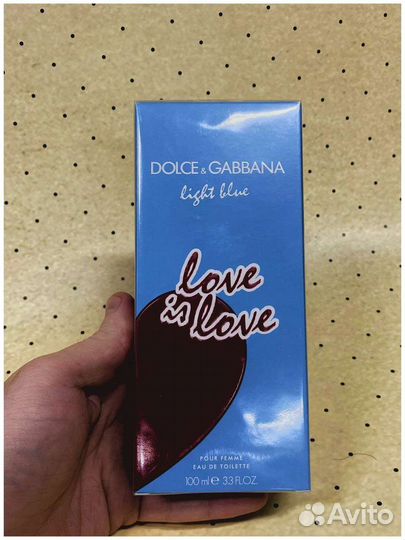 DOLCE & GABBANA
light blue
love
is love
POUR FEMME
EAU DE TOILETTE
100 ml e 3.3 FL.OZ.
Avito